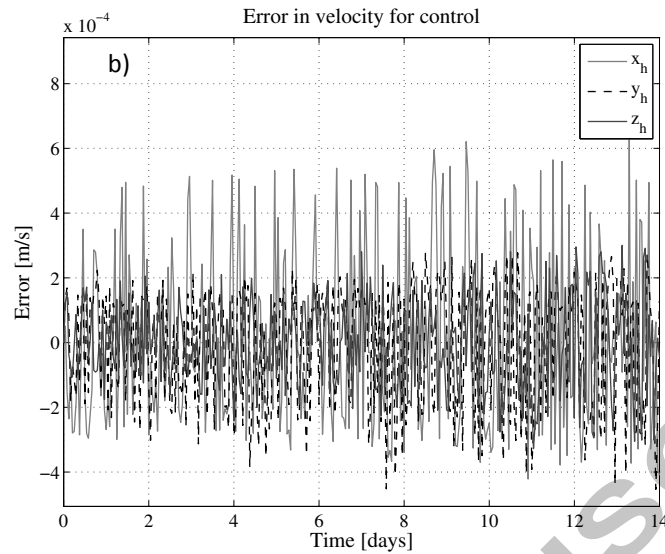 Error in velocity for control
x 10⁻⁴
b)
x_h
y_h
z_h
8
6
4
2
0
−2
−4
Error [m/s]
0 2 4 6 8 10 12 14
Time [days]